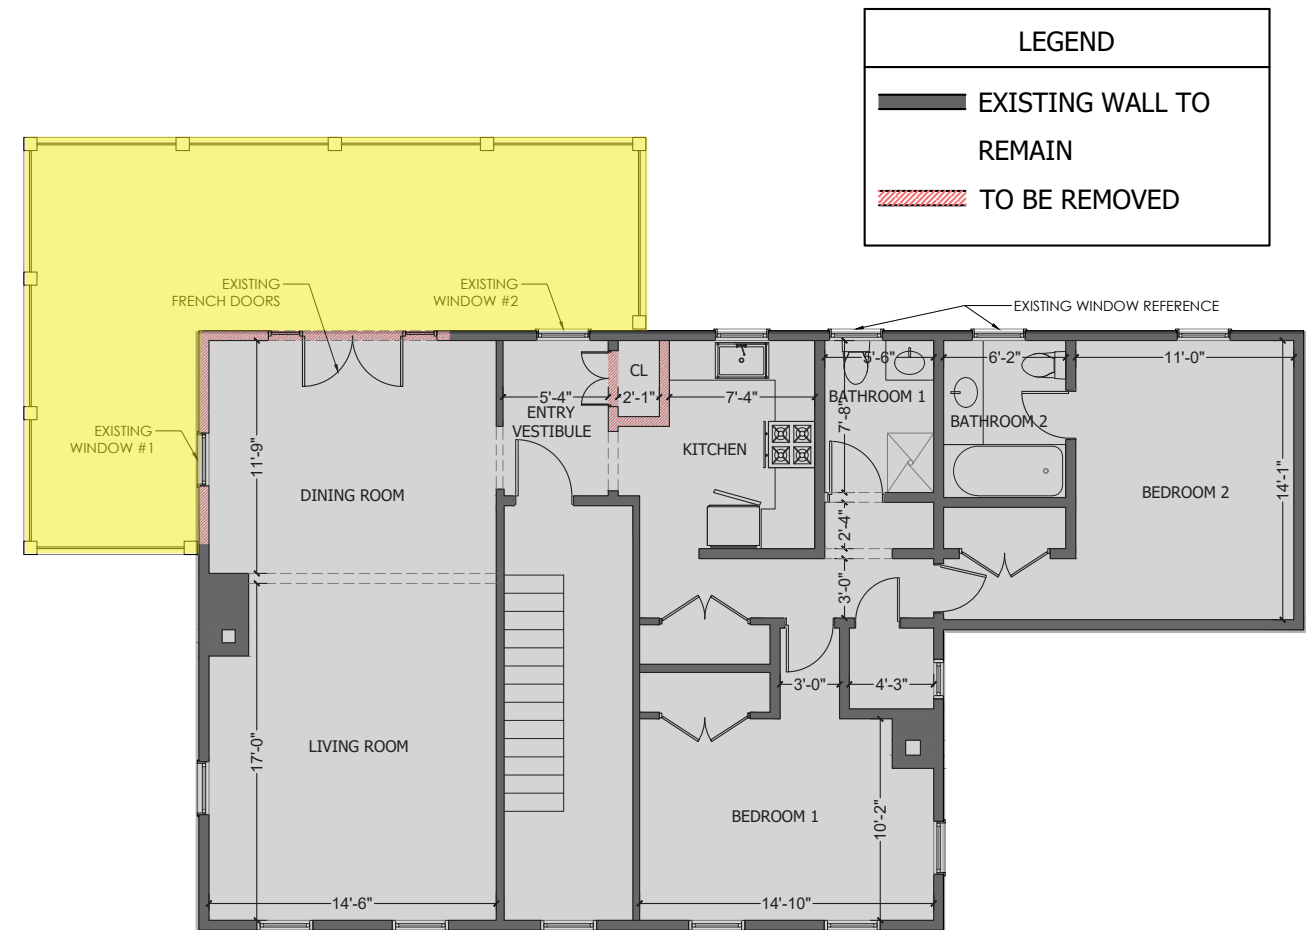 LEGEND
EXISTING WALL TO
REMAIN
TO BE REMOVED
EXISTING
FRENCH DOORS
EXISTING
WINDOW #2
EXISTING WINDOW REFERENCE
EXISTING
WINDOW #1
CL
5'-4"
2'-1"
7'-4"
5'-6"
6'-2"
11'-0"
ENTRY
VESTIBULE
BATHROOM 1
7'-8"
BATHROOM 2
KITCHEN
11'-9"
DINING ROOM
BEDROOM 2
14'-1"
2'-4"
3'-0"
3'-0"
4'-3"
17'-0"
LIVING ROOM
BEDROOM 1
10'-2"
14'-6"
14'-10"